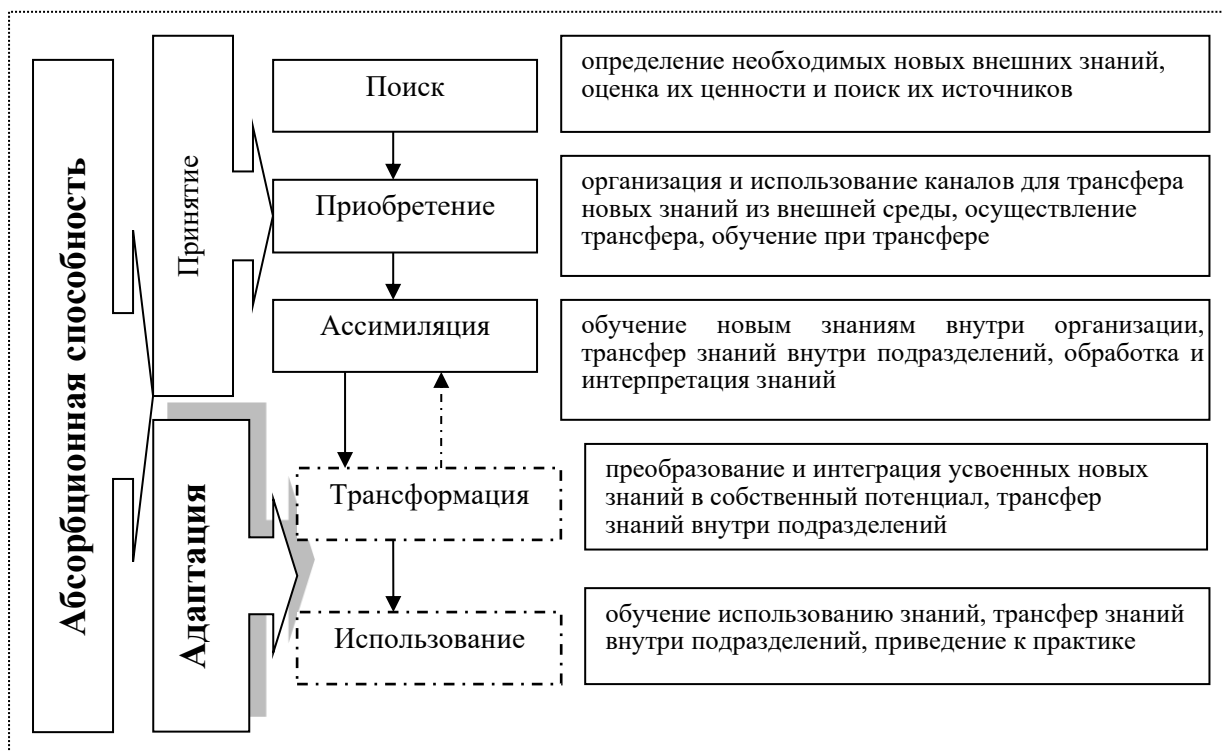 Абсорбционная способность
Принятие
Поиск
определение необходимых новых внешних знаний,
оценка их ценности и поиск их источников
Приобретение
организация и использование каналов для трансфера
новых знаний из внешней среды, осуществление
трансфера, обучение при трансфере
Ассимиляция
обучение новым знаниям внутри организации,
трансфер знаний внутри подразделений, обработка и
интерпретация знаний
Адаптация
Трансформация
преобразование и интеграция усвоенных новых
знаний в собственный потенциал, трансфер
знаний внутри подразделений
Использование
обучение использованию знаний, трансфер знаний
внутри подразделений, приведение к практике